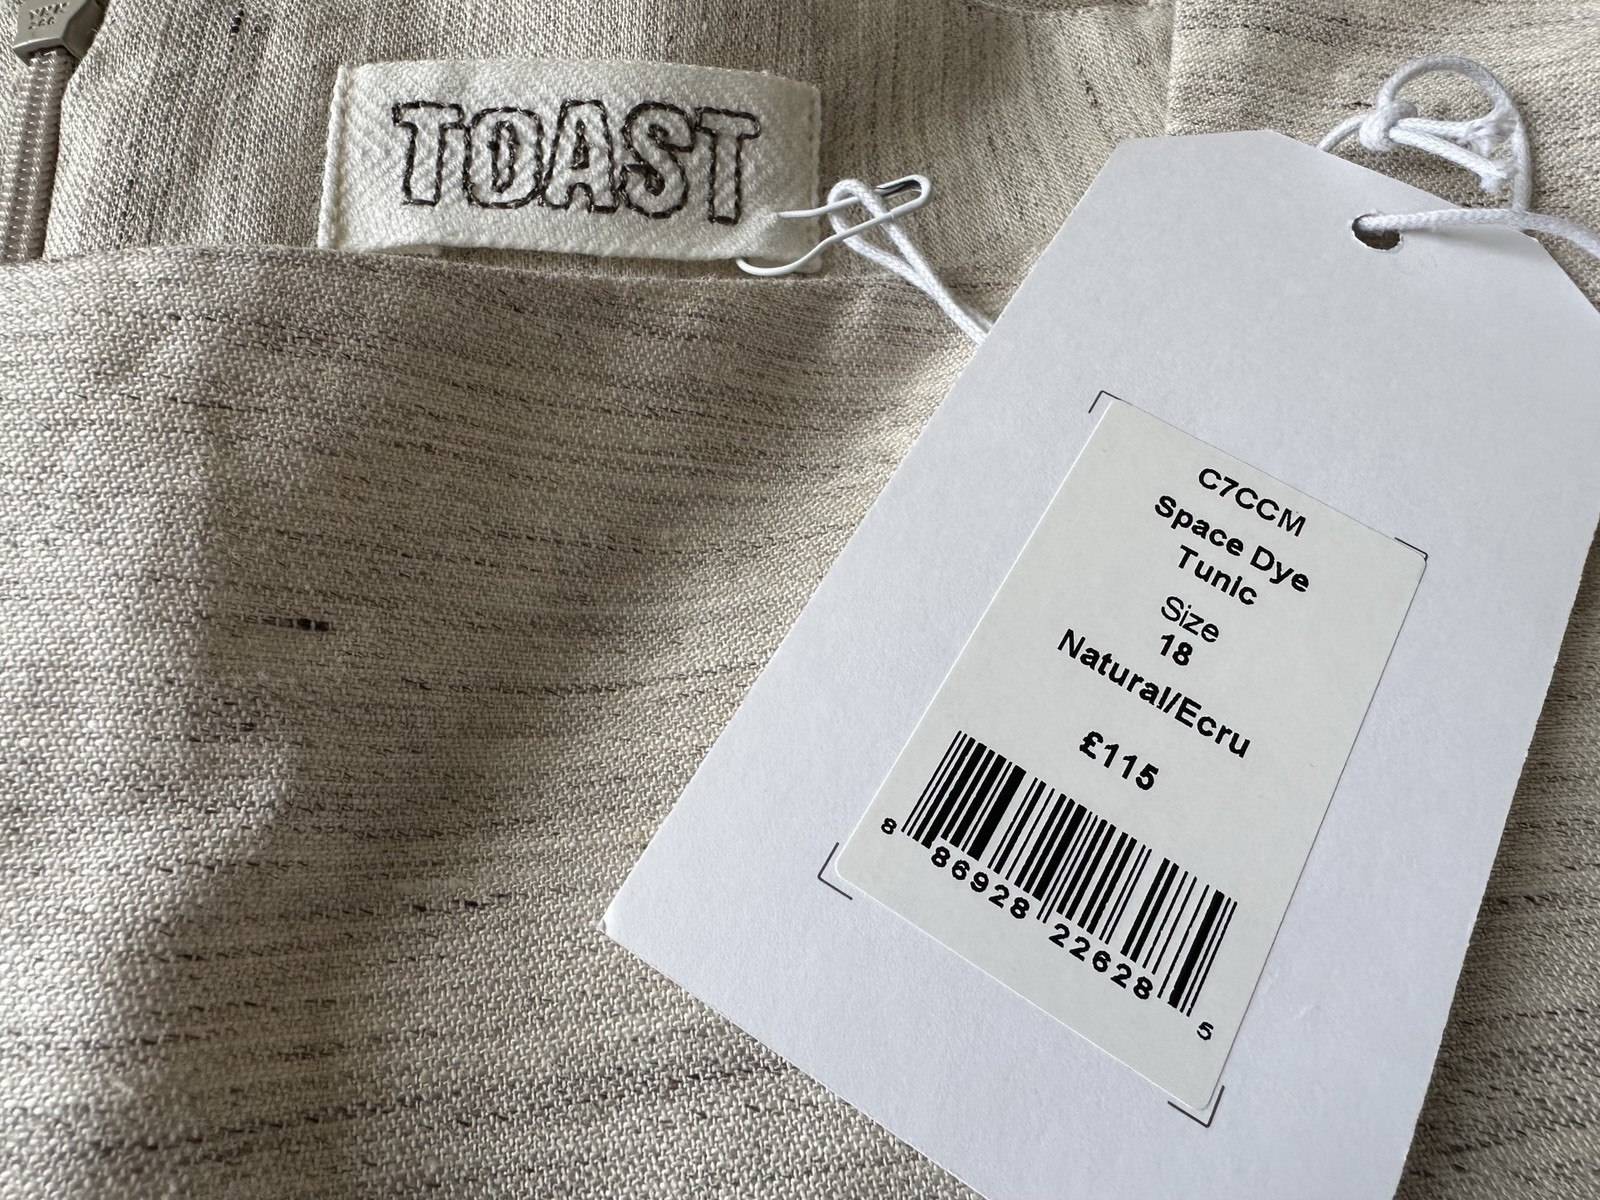 TOAST
C7CCM
Space Dye
Tunic
Size
18
Natural/Ecru
£115
8 86928 22628 5